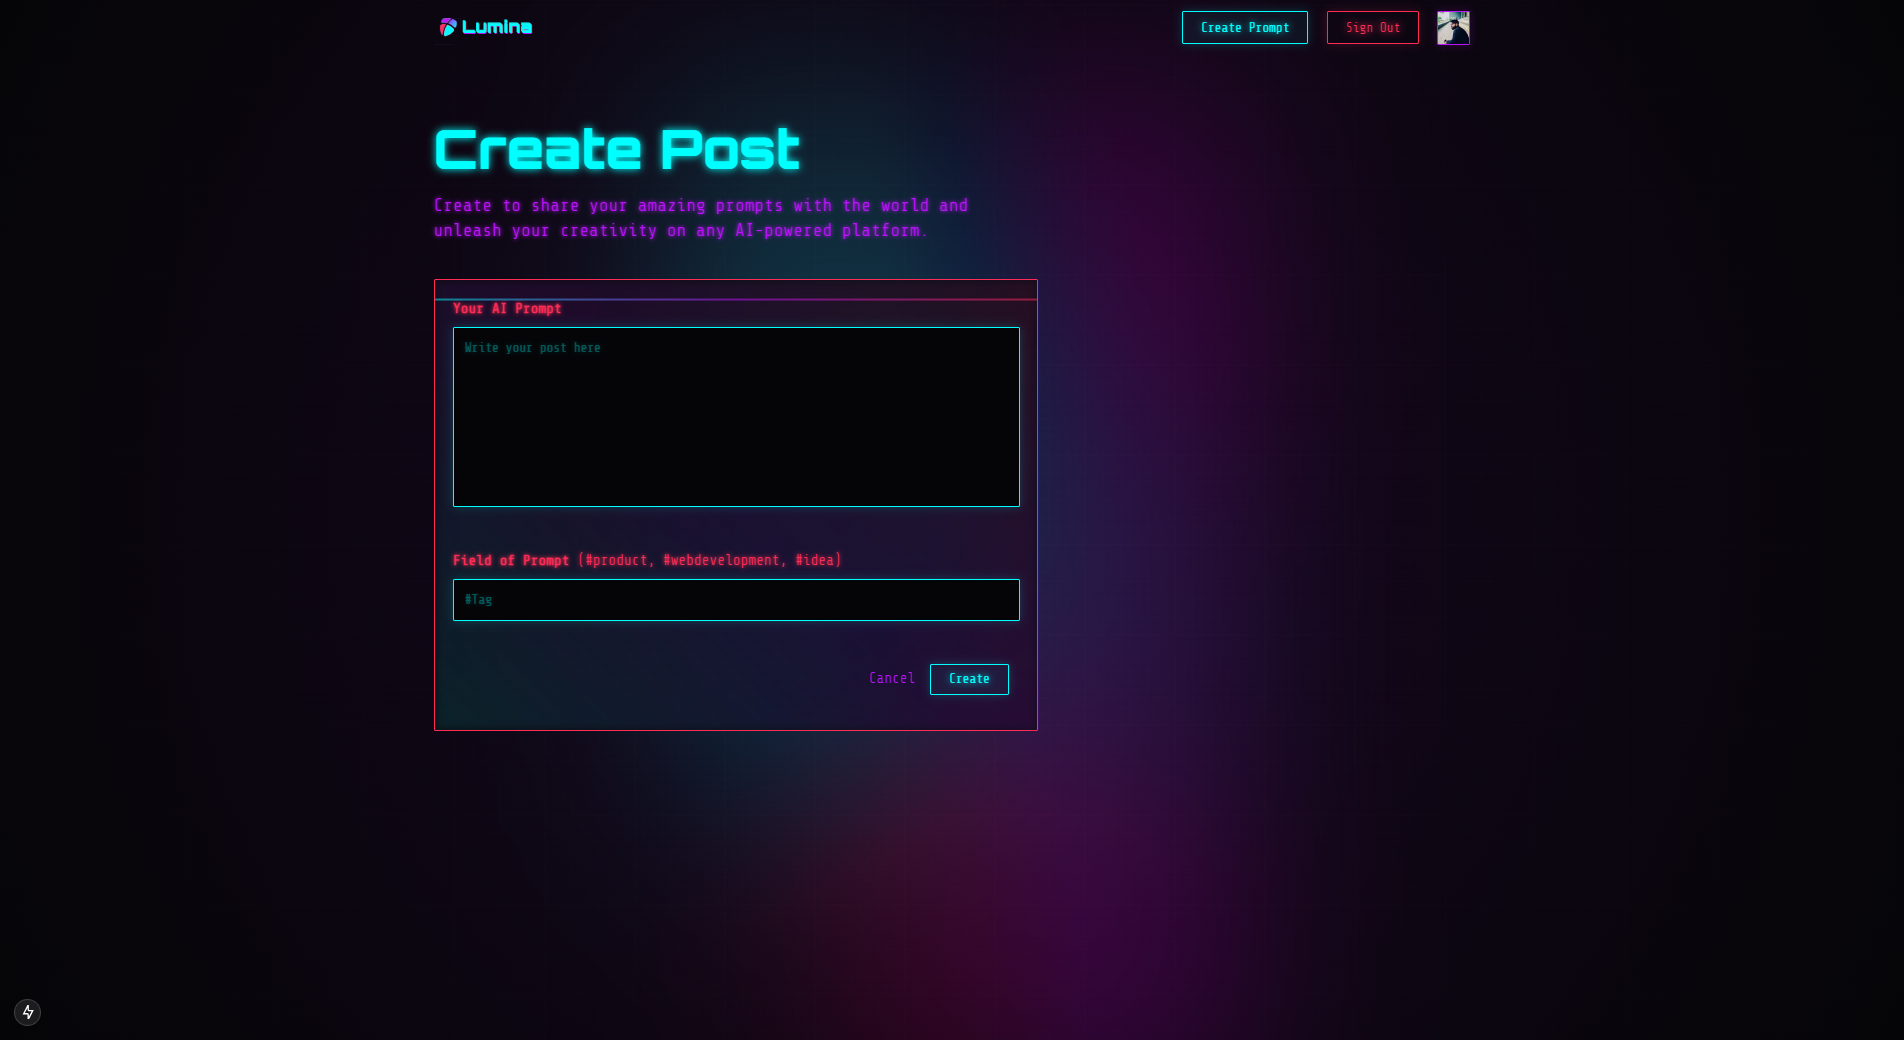 Lumina
Create Prompt
Sign Out
Create Post
Create to share your amazing prompts with the world and
unleash your creativity on any AI-powered platform.
Your AI Prompt
Write your post here
Field of Prompt (#product, #webdevelopment, #idea)
#Tag
Cancel
Create